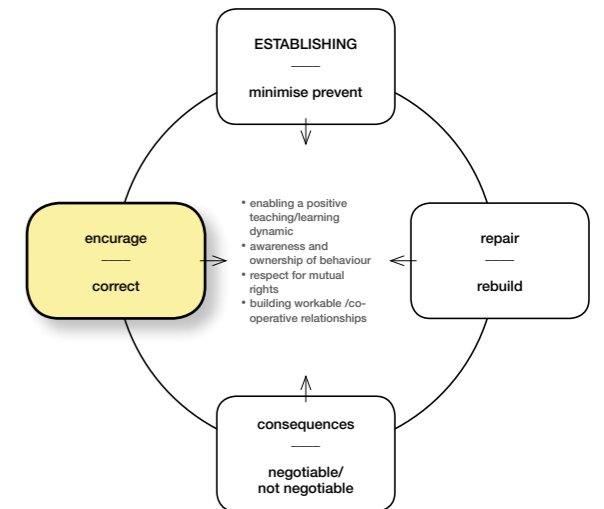 ESTABLISHING
minimise prevent
• enabling a positive
teaching/learning
dynamic
• awareness and
ownership of behaviour
• respect for mutual
rights
• building workable /co-
operative relationships
encurage
correct
repair
rebuild
consequences
negotiable/
not negotiable